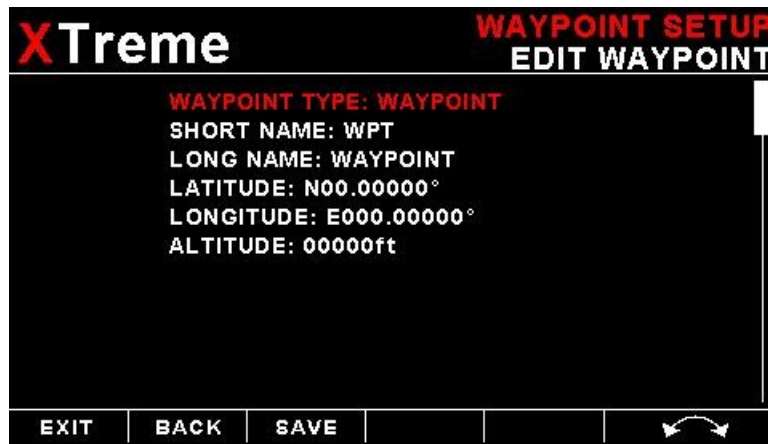 XTreme
WAYPOINT SETUP
EDIT WAYPOINT
WAYPOINT TYPE: WAYPOINT
SHORT NAME: WPT
LONG NAME: WAYPOINT
LATITUDE: N00.00000°
LONGITUDE: E000.00000°
ALTITUDE: 00000ft
EXIT BACK SAVE